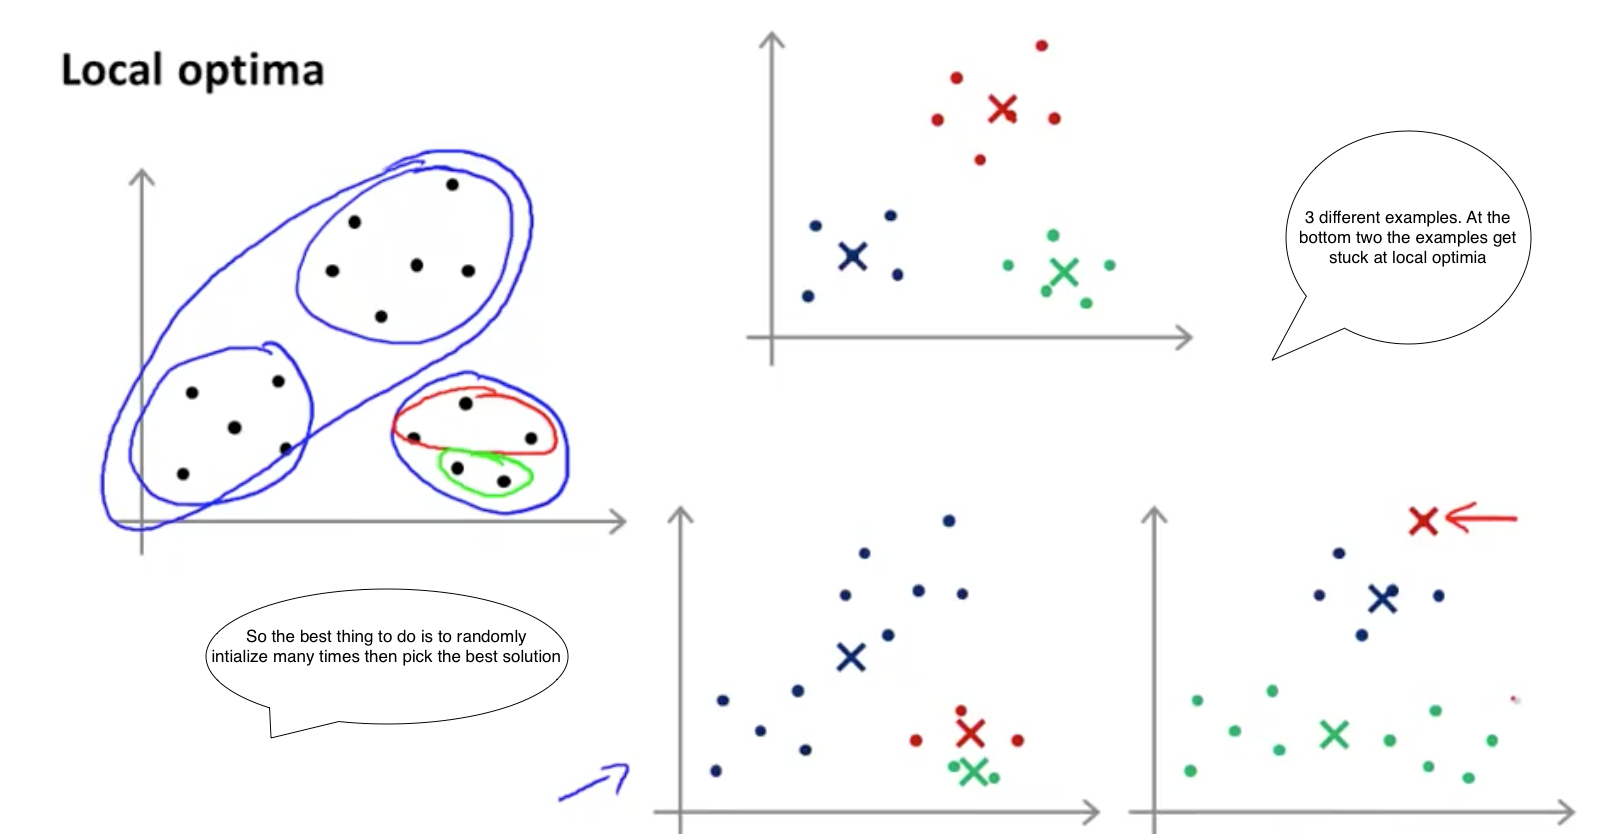 Local optima
3 different examples. At the
bottom two the examples get
stuck at local optimia
So the best thing to do is to randomly
intialize many times then pick the best solution